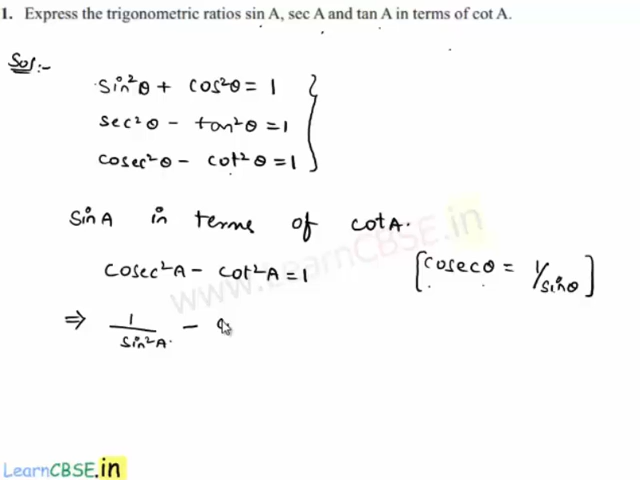 1. Express the trigonometric ratios sin A, sec A and tan A in terms of cot A.
Sol:-
sin²θ + cos²θ = 1
sec²θ - tan²θ = 1
cosec²θ - cot²θ = 1
sin A in terms of cot A.
cosec²A - cot²A = 1 [cosecθ = 1/sinθ]
⇒ 1/sin²A -
www.LearnCBSE.in
LearnCBSE.in